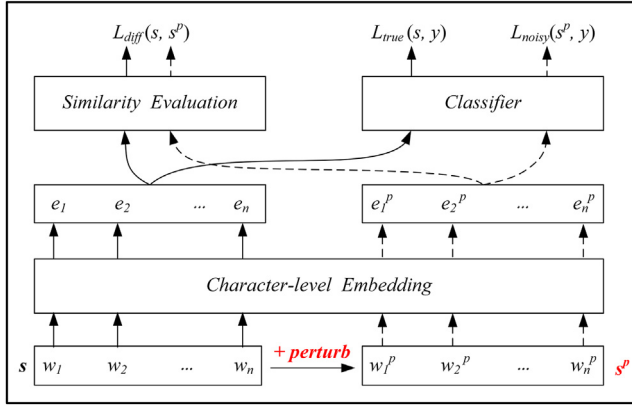 L_diff(s, s^p) L_true(s, y) L_noisy(s^p, y)
Similarity Evaluation Classifier
e_1 e_2 ... e_n e_1^p e_2^p ... e_n^p
Character-level Embedding
s w_1 w_2 ... w_n + perturb w_1^p w_2^p ... w_n^p s^p